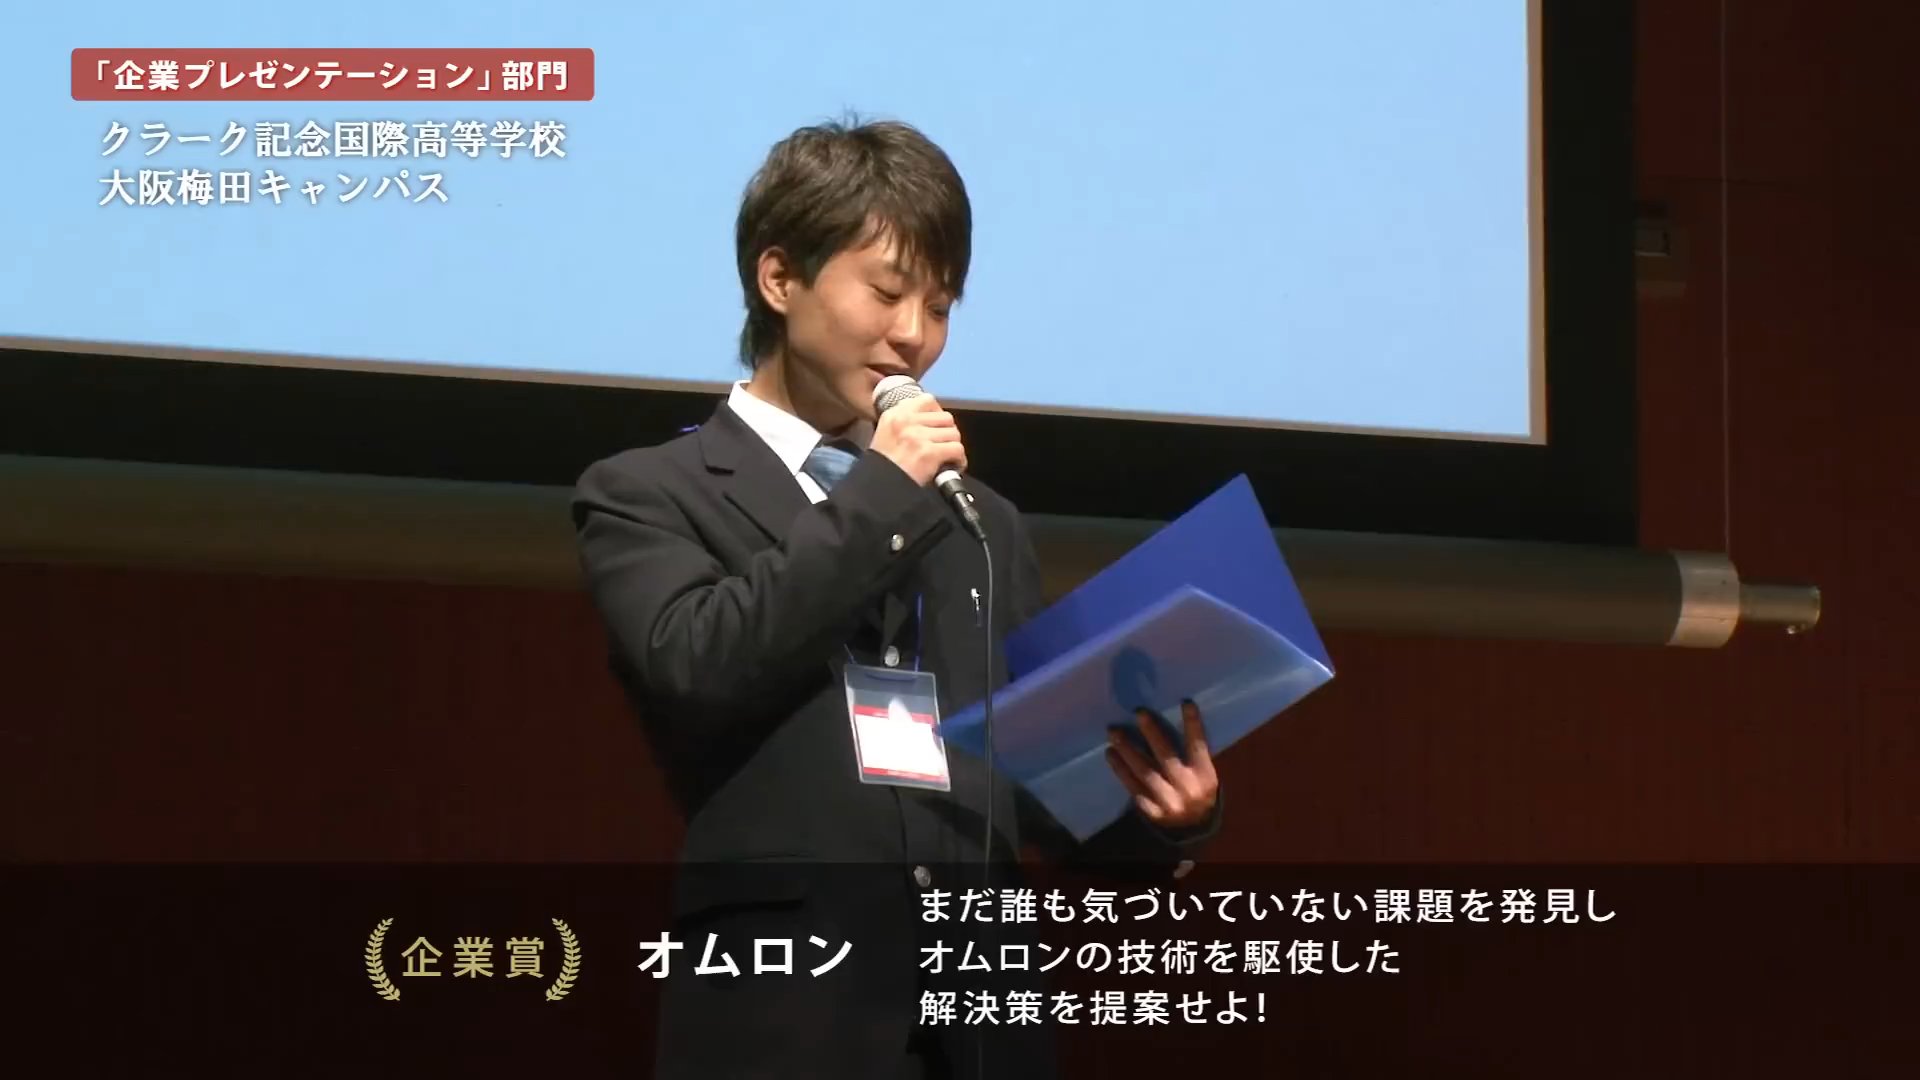 「企業プレゼンテーション」部門
クラーク記念国際高等学校
大阪梅田キャンパス
企業賞
オムロン
まだ誰も気づいていない課題を発見し
オムロンの技術を駆使した
解決策を提案せよ!